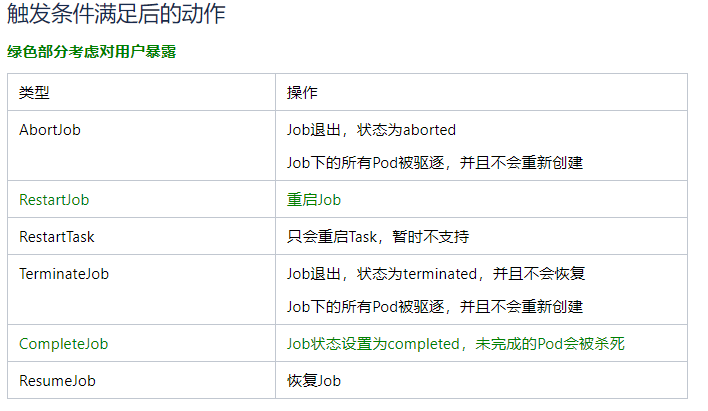 触发条件满足后的动作
绿色部分考虑对用户暴露
类型 操作
AbortJob Job退出，状态为aborted
Job下的所有Pod被驱逐，并且不会重新创建
RestartJob 重启Job
RestartTask 只会重启Task，暂时不支持
TerminateJob Job退出，状态为terminated，并且不会恢复
Job下的所有Pod被驱逐，并且不会重新创建
CompleteJob Job状态设置为completed，未完成的Pod会被杀死
ResumeJob 恢复Job